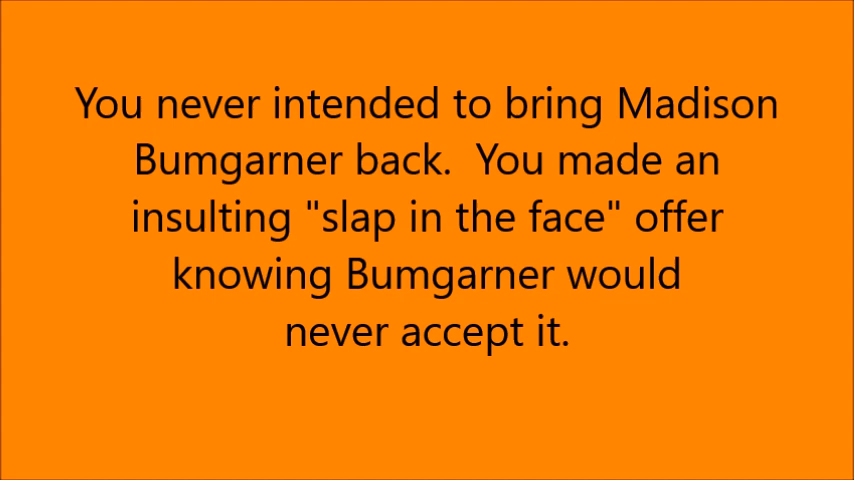 You never intended to bring Madison
Bumgarner back.  You made an
insulting "slap in the face" offer
knowing Bumgarner would
never accept it.